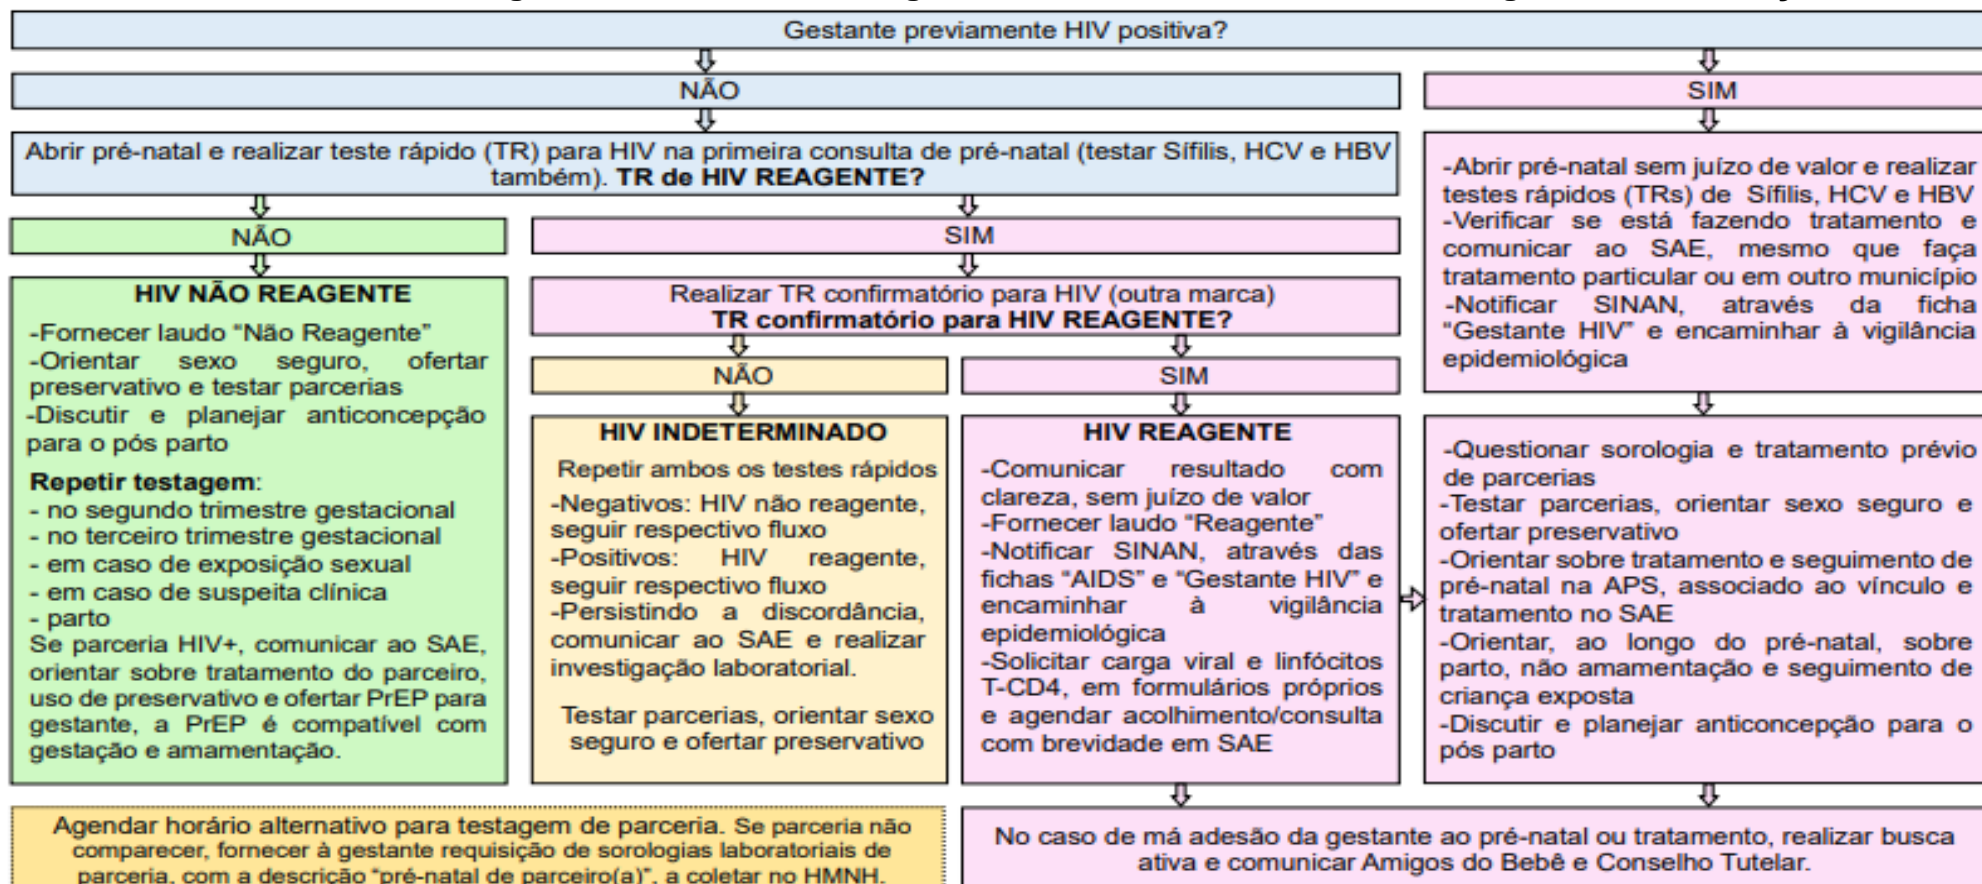 Gestante previamente HIV positiva?
NÃO
SIM
Abrir pré-natal e realizar teste rápido (TR) para HIV na primeira consulta de pré-natal (testar Sífilis, HCV e HBV
também). TR de HIV REAGENTE?
NÃO
SIM
HIV NÃO REAGENTE
-Fornecer laudo “Não Reagente”
-Orientar sexo seguro, ofertar
preservativo e testar parcerias
-Discutir e planejar anticoncepção
para o pós parto
Repetir testagem:
- no segundo trimestre gestacional
- no terceiro trimestre gestacional
- em caso de exposição sexual
- em caso de suspeita clínica
- parto
Se parceria HIV+, comunicar ao SAE,
orientar sobre tratamento do parceiro,
uso de preservativo e ofertar PrEP para
gestante, a PrEP é compatível com
gestação e amamentação.
Realizar TR confirmatório para HIV (outra marca)
TR confirmatório para HIV REAGENTE?
NÃO
SIM
HIV INDETERMINADO
Repetir ambos os testes rápidos
-Negativos: HIV não reagente,
seguir respectivo fluxo
-Positivos: HIV reagente,
seguir respectivo fluxo
-Persistindo a discordância,
comunicar ao SAE e realizar
investigação laboratorial.
Testar parcerias, orientar sexo
seguro e ofertar preservativo
HIV REAGENTE
-Comunicar resultado com
clareza, sem juízo de valor
-Fornecer laudo “Reagente”
-Notificar SINAN, através das
fichas “AIDS” e “Gestante HIV” e
encaminhar à vigilância
epidemiológica
-Solicitar carga viral e linfócitos
T-CD4, em formulários próprios
e agendar acolhimento/consulta
com brevidade em SAE
-Abrir pré-natal sem juízo de valor e realizar
testes rápidos (TRs) de Sífilis, HCV e HBV
-Verificar se está fazendo tratamento e
comunicar ao SAE, mesmo que faça
tratamento particular ou em outro município
-Notificar SINAN, através da ficha
“Gestante HIV” e encaminhar à vigilância
epidemiológica
-Questionar sorologia e tratamento prévio
de parcerias
-Testar parcerias, orientar sexo seguro e
ofertar preservativo
-Orientar sobre tratamento e seguimento de
pré-natal na APS, associado ao vínculo e
tratamento no SAE
-Orientar, ao longo do pré-natal, sobre
parto, não amamentação e seguimento de
criança exposta
-Discutir e planejar anticoncepção para o
pós parto
Agendar horário alternativo para testagem de parceria. Se parceria não
comparecer, fornecer à gestante requisição de sorologias laboratoriais de
parceria, com a descrição “pré-natal de parceiro(a)”, a coletar no HMNH.
No caso de má adesão da gestante ao pré-natal ou tratamento, realizar busca
ativa e comunicar Amigos do Bebê e Conselho Tutelar.